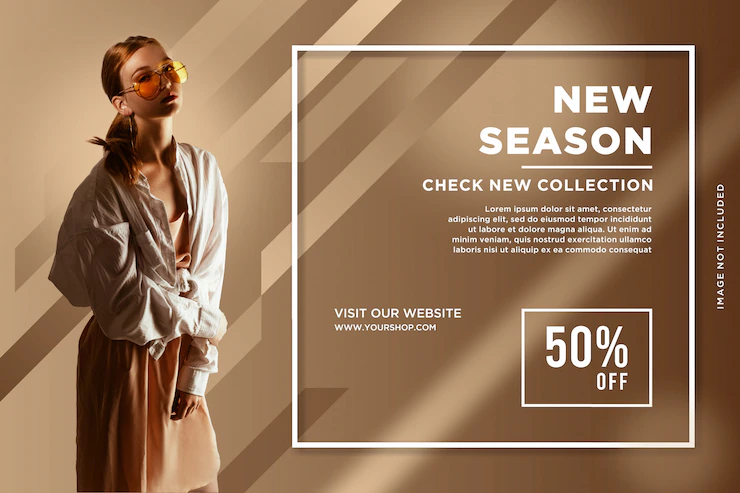 NEW
SEASON
CHECK NEW COLLECTION
Lorem ipsum dolor sit amet, consectetur
adipiscing elit, sed do eiusmod tempor incididunt
ut labore et dolore magna aliqua. Ut enim ad
minim veniam, quis nostrud exercitation ullamco
laboris nisi ut aliquip ex ea commodo consequat
VISIT OUR WEBSITE
WWW.YOURSHOP.COM
50%
OFF
IMAGE NOT INCLUDED